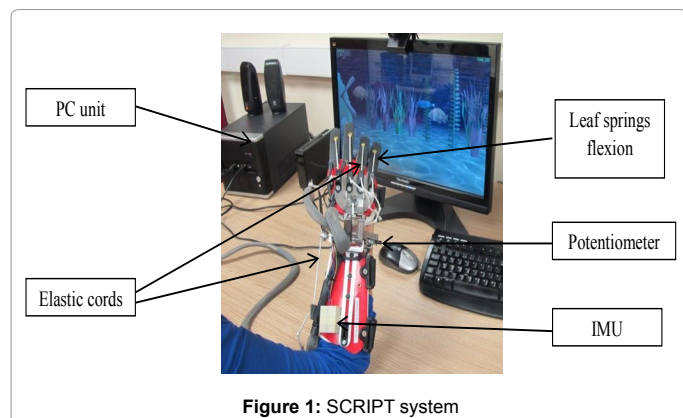 PC unit
Leaf springs
flexion
Potentiometer
Elastic cords
IMU
Figure 1: SCRIPT system